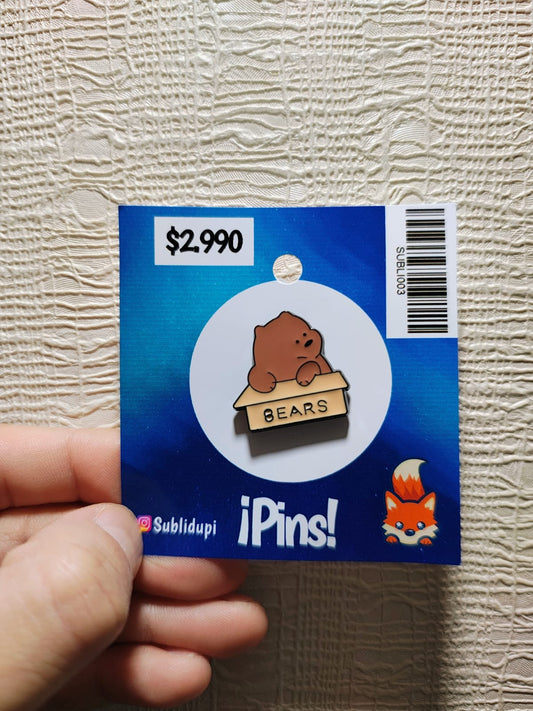 $2.990
SUBLI003
BEARS
Sublidupi
¡Pins!